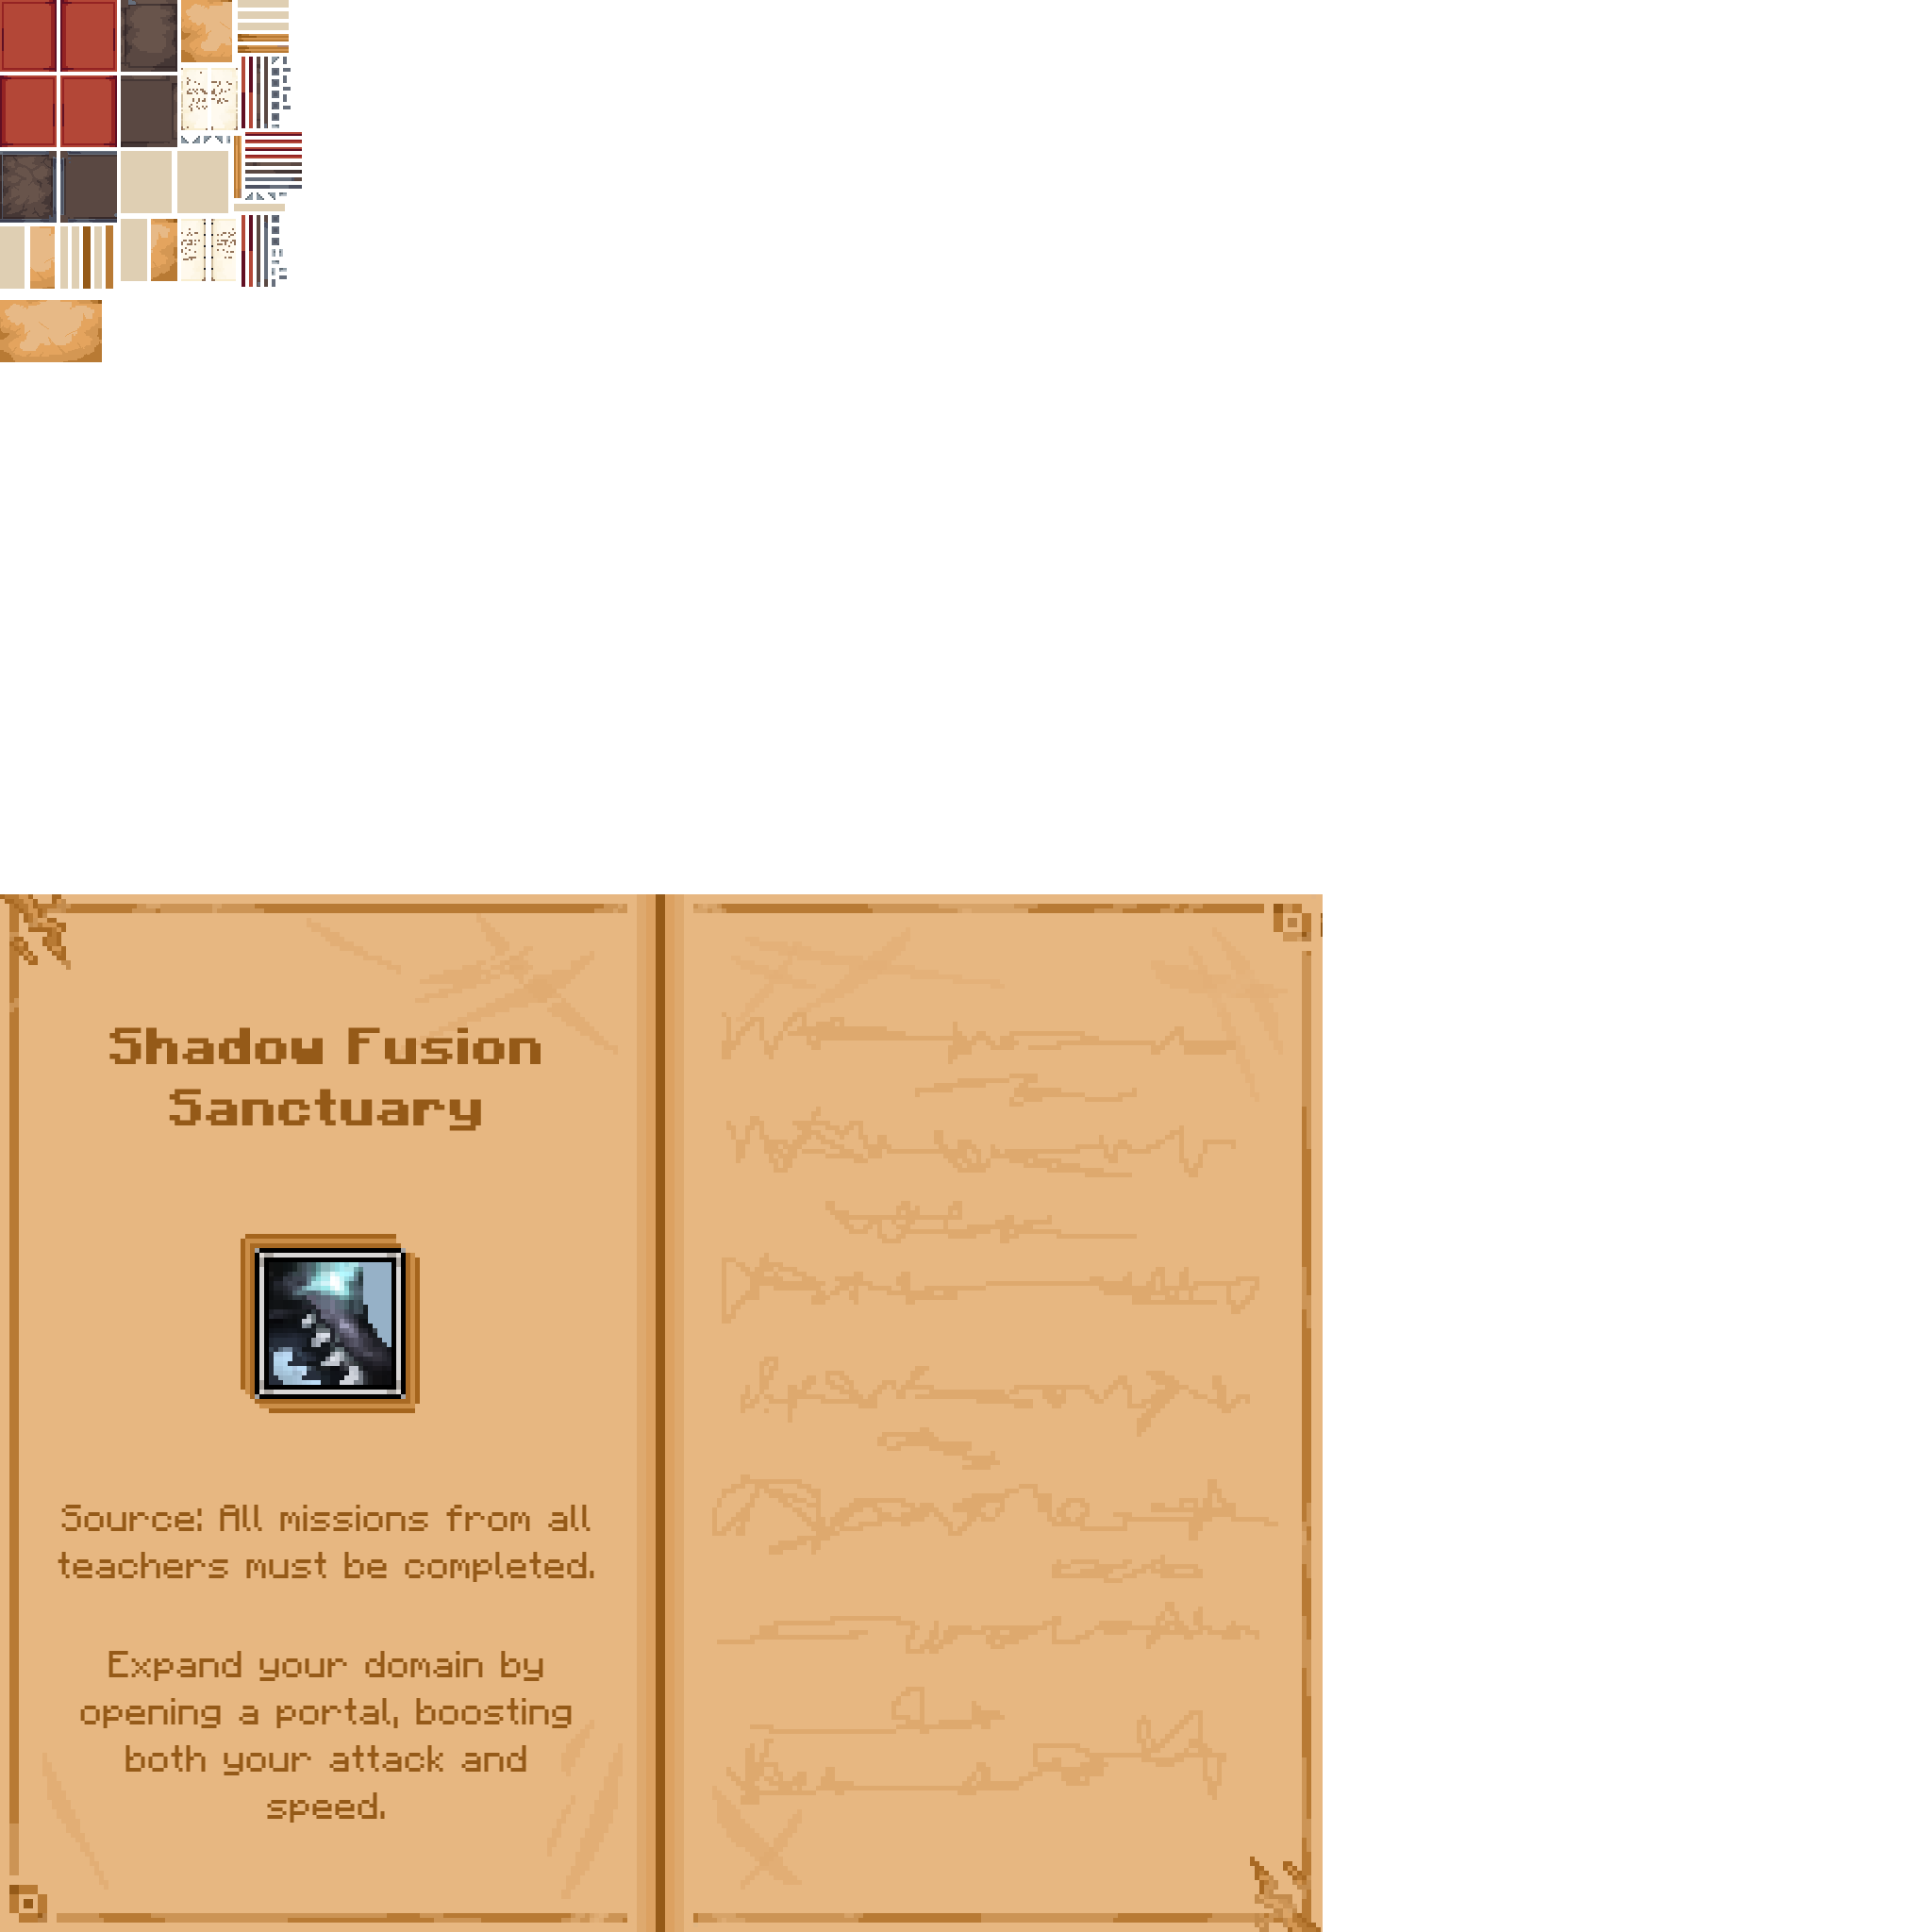 Shadow Fusion
Sanctuary
Source: All missions from all
teachers must be completed.
Expand your domain by
opening a portal, boosting
both your attack and
speed.